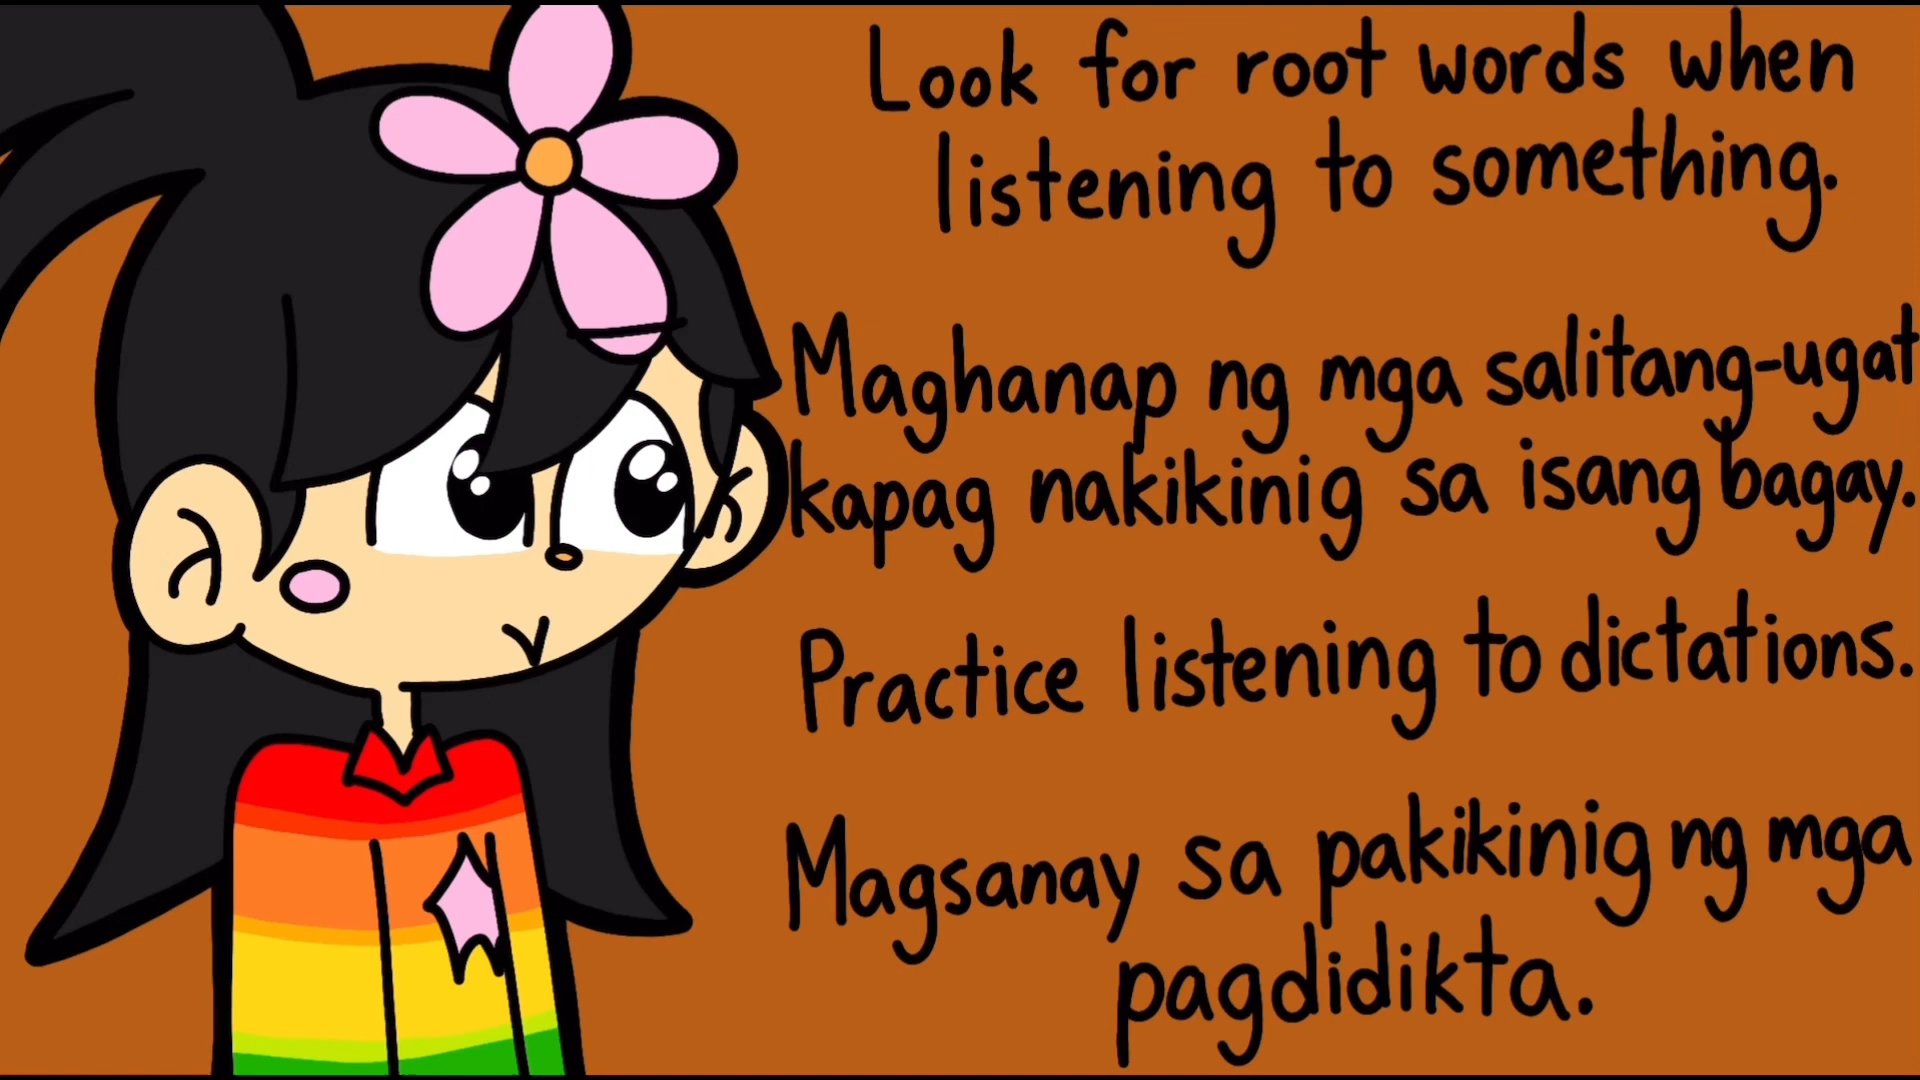 Look for root words when
listening to something.
Maghanap ng mga salitang-ugat
kapag nakikinig sa isang bagay.
Practice listening to dictations.
Magsanay sa pakikinig ng mga
pagdidikta.